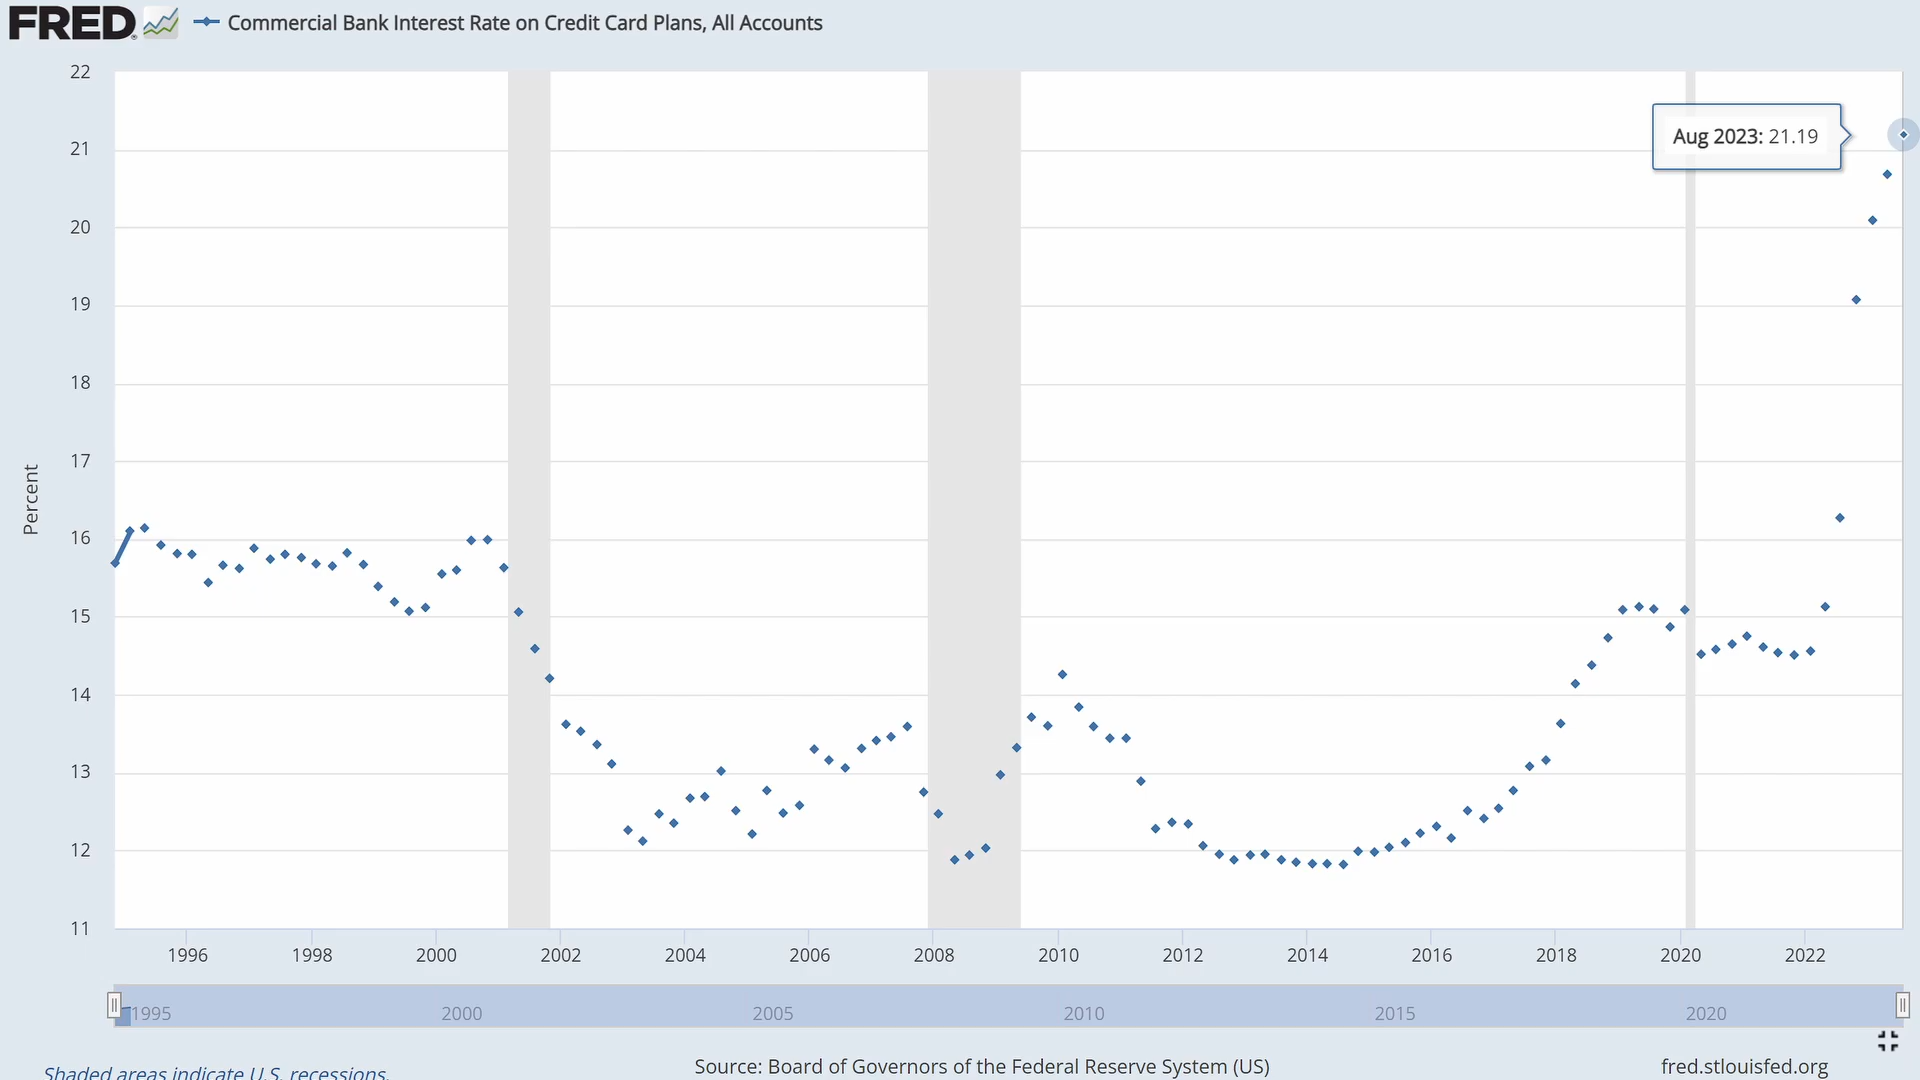 FRED
Commercial Bank Interest Rate on Credit Card Plans, All Accounts
22
21
20
19
18
17
16
15
14
13
12
11
Percent
Aug 2023: 21.19
1996 1998 2000 2002 2004 2006 2008 2010 2012 2014 2016 2018 2020 2022
1995 2000 2005 2010 2015 2020
Shaded areas indicate U.S. recessions.
Source: Board of Governors of the Federal Reserve System (US)
fred.stlouisfed.org